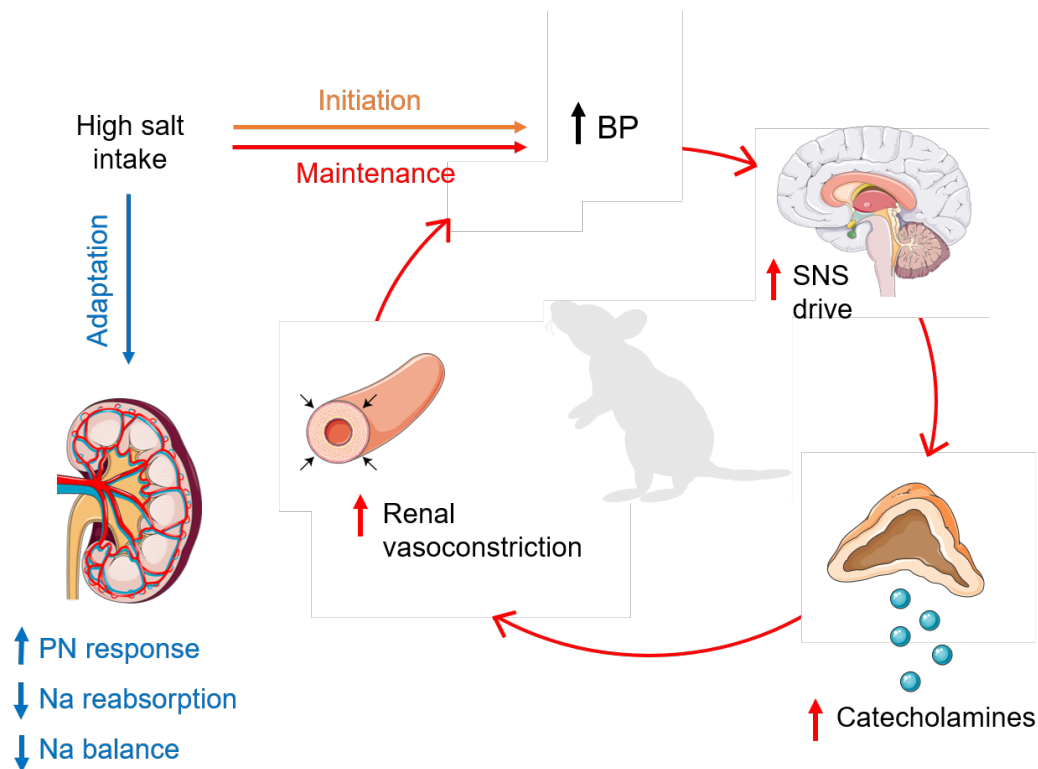 High salt
intake
Initiation
Maintenance
BP
Adaptation
SNS
drive
Renal
vasoconstriction
Catecholamines
PN response
Na reabsorption
Na balance